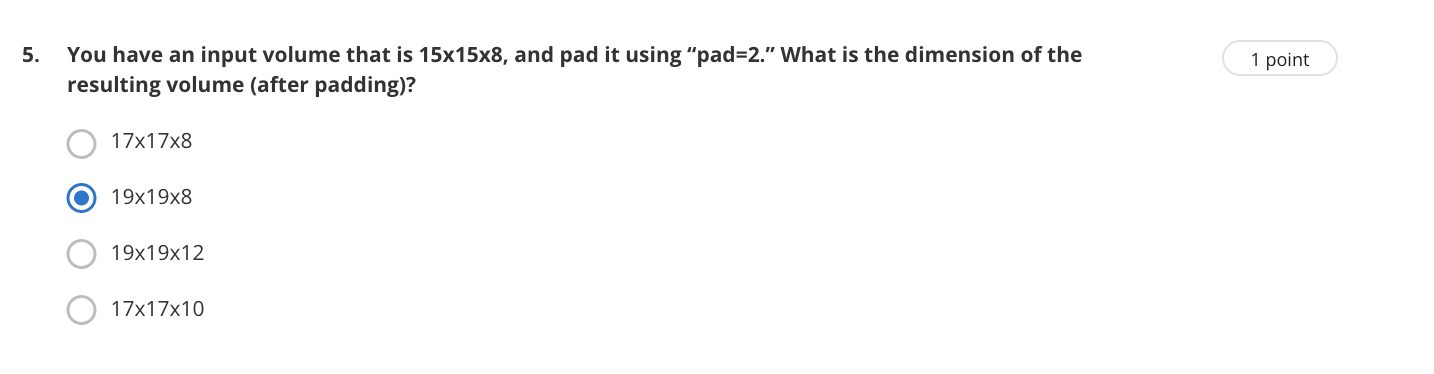 5. You have an input volume that is 15x15x8, and pad it using “pad=2.” What is the dimension of the
1 point
resulting volume (after padding)?
17x17x8
19x19x8
19x19x12
17x17x10